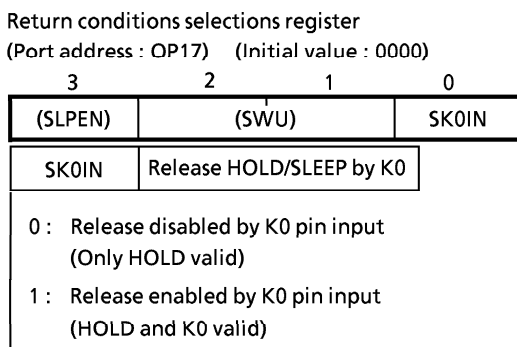 Return conditions selections register
(Port address : OP17) (Initial value : 0000)
3 2 1 0
(SLPEN) (SWU) SK0IN
SK0IN Release HOLD/SLEEP by K0
0 : Release disabled by K0 pin input
(Only HOLD valid)
1 : Release enabled by K0 pin input
(HOLD and K0 valid)